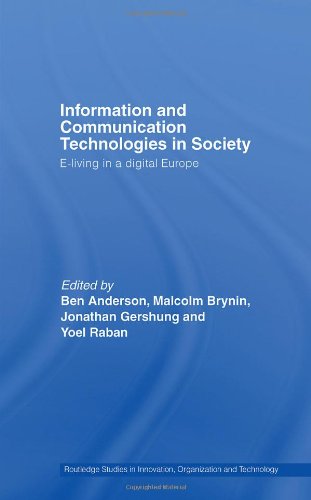 Information and
Communication
Technologies in Society
E-living in a digital Europe
Edited by
Ben Anderson, Malcolm Brynin,
Jonathan Gershung and
Yoel Raban
Routledge Studies in Innovation, Organization and Technology